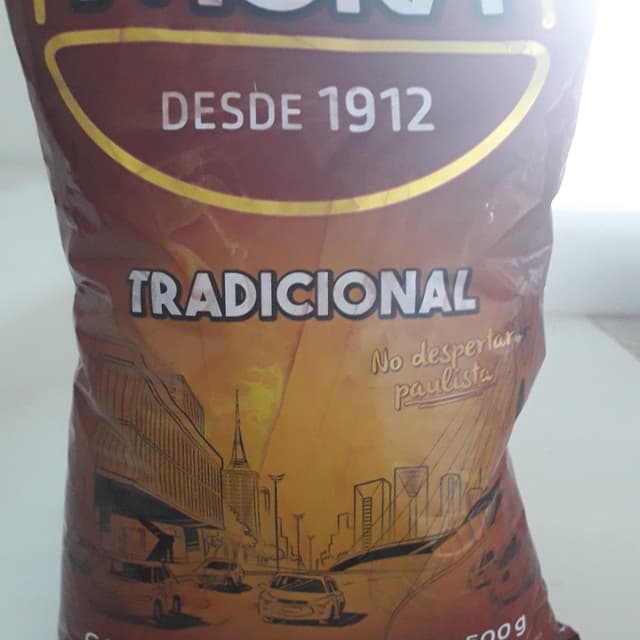 DESDE 1912
TRADICIONAL
No despertar
paulista
500g